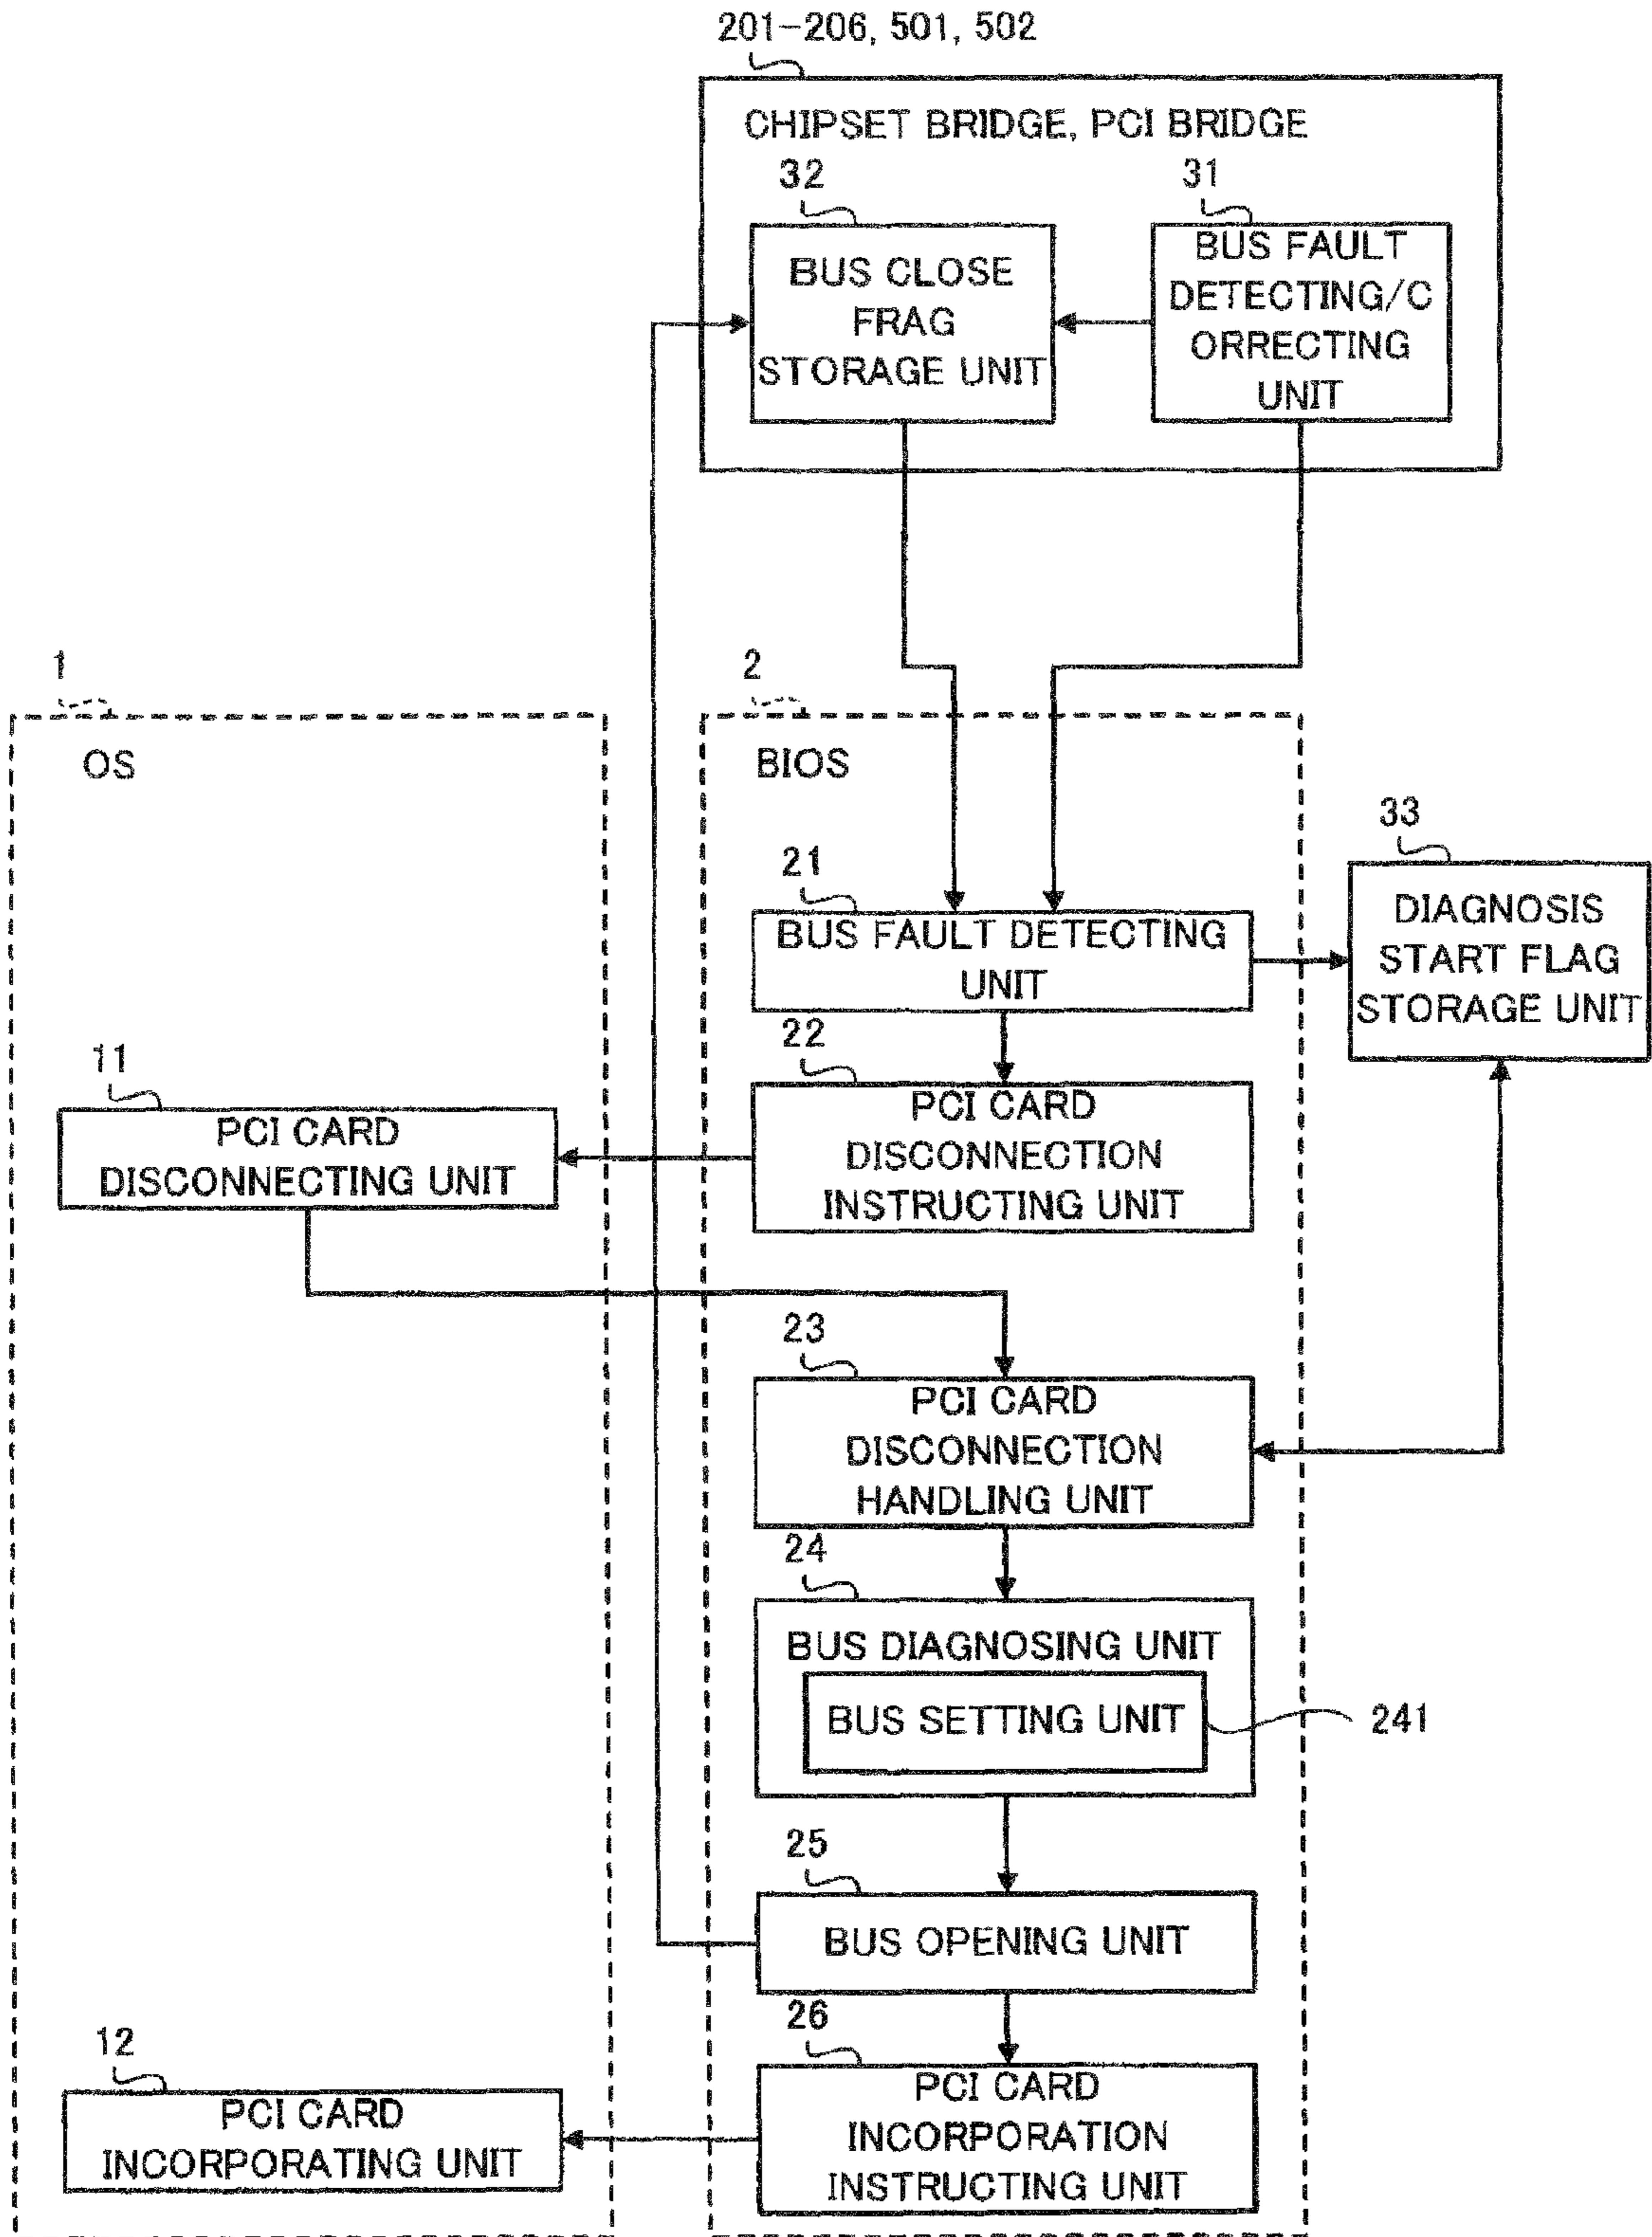 201-206, 501, 502
CHIPSET BRIDGE, PCI BRIDGE
32
31
BUS CLOSE
FRAG
STORAGE UNIT
BUS FAULT
DETECTING/C
ORRECTING
UNIT
1
2
OS
BIOS
33
DIAGNOSIS
START FLAG
STORAGE UNIT
21
BUS FAULT DETECTING
UNIT
22
PCI CARD
DISCONNECTION
INSTRUCTING UNIT
11
PCI CARD
DISCONNECTING UNIT
23
PCI CARD
DISCONNECTION
HANDLING UNIT
24
BUS DIAGNOSING UNIT
BUS SETTING UNIT
241
25
BUS OPENING UNIT
26
PCI CARD
INCORPORATION
INSTRUCTING UNIT
12
PCI CARD
INCORPORATING UNIT